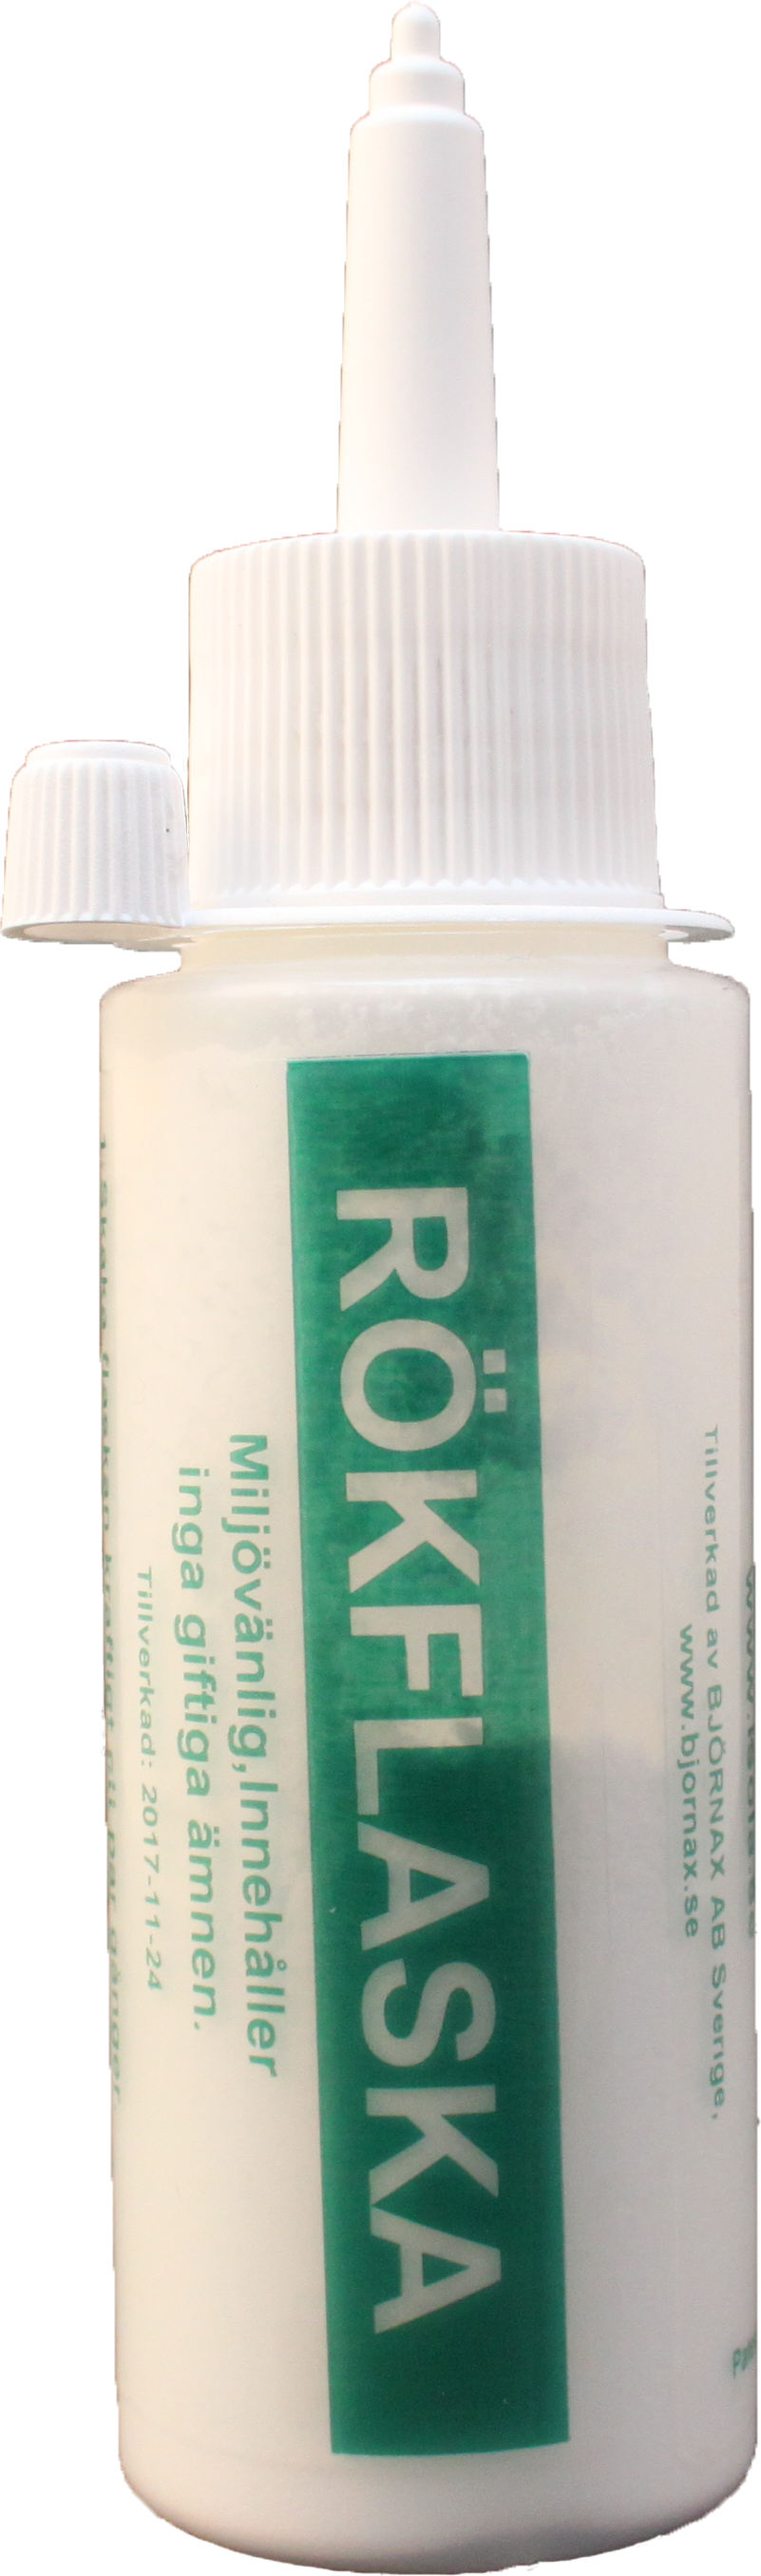 Tillverkad av BJÖRNAX AB Sverige,
www.bjornax.se
RÖKFLASKA
Miljövänlig,Innehåller
inga giftiga ämnen.
Tillverkad: 2017-11-24